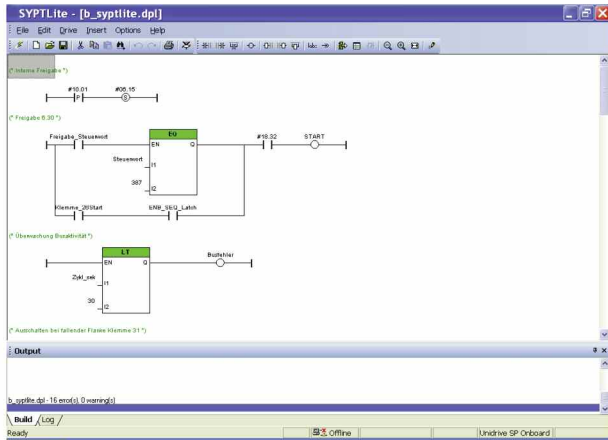 SYPTLite - [b_syptlite.dpl]
File Edit Drive Insert Options Help
(* Interne Freigabe *)
#10.01 #06.15
P S
(* Freigabe 6.30 *)
Freigabe_Steuerwort EQ #18.32 START
EN Q
Steuerwort I1
387 I2
Klemme_28Start ENB_SEQ_Latch
(* Überwachung Busaktivität *)
LT Busfehler
EN Q
Zykl_sek I1
30 I2
(* Ausschalten bei fallender Flanke Klemme 31 *)
Output
b_syptlite.dpl - 16 error(s), 0 warning(s)
Build Log
Ready Offline Unidrive SP Onboard